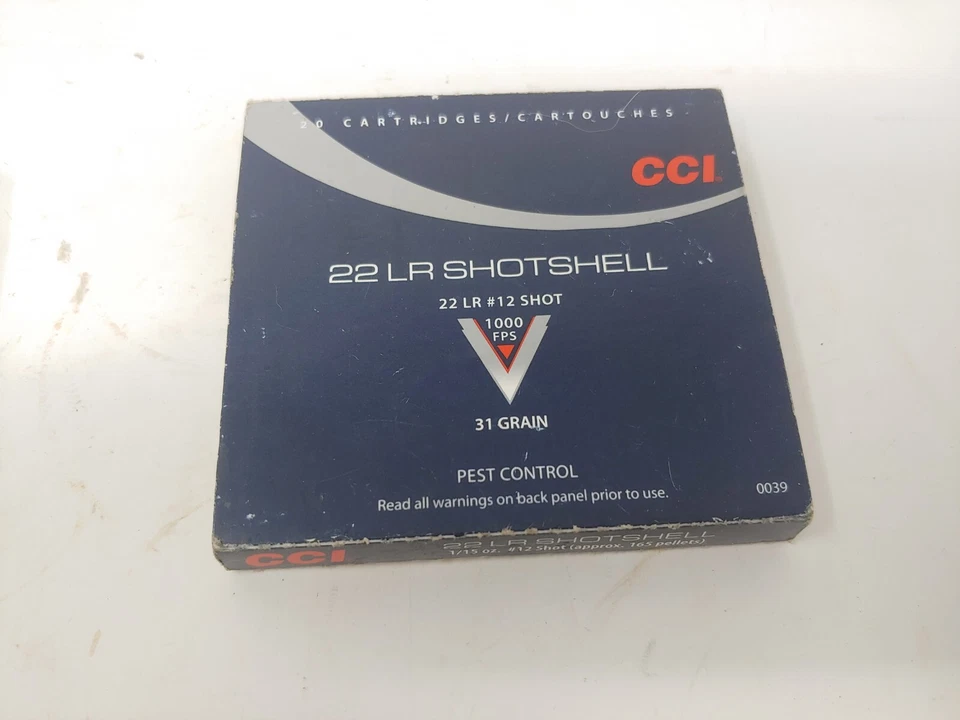 20 CARTRIDGES/CARTOUCHES
CCI
22 LR SHOTSHELL
22 LR #12 SHOT
1000
FPS
31 GRAIN
PEST CONTROL
Read all warnings on back panel prior to use.
0039
CCI
22 LR SHOTSHELL
1/15 oz. #12 Shot (approx. 165 pellets)